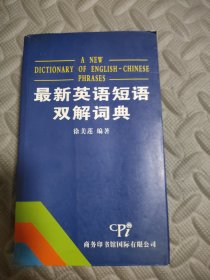 A NEW
DICTIONARY OF ENGLISH-CHINESE
PHRASES
最新英语短语
双解词典
徐美莲 编著
CPi
商务印书馆国际有限公司